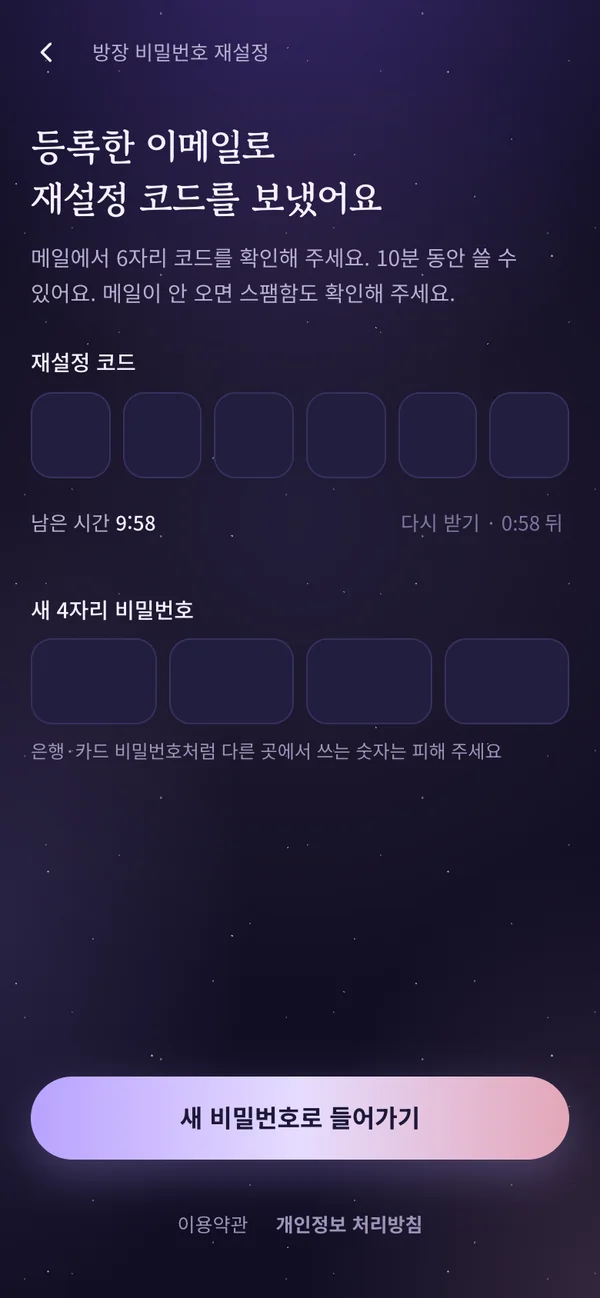 방장 비밀번호 재설정
등록한 이메일로
재설정 코드를 보냈어요
메일에서 6자리 코드를 확인해 주세요. 10분 동안 쓸 수
있어요. 메일이 안 오면 스팸함도 확인해 주세요.
재설정 코드
남은 시간 9:58
다시 받기 · 0:58 뒤
새 4자리 비밀번호
은행·카드 비밀번호처럼 다른 곳에서 쓰는 숫자는 피해 주세요
새 비밀번호로 들어가기
이용약관 개인정보 처리방침